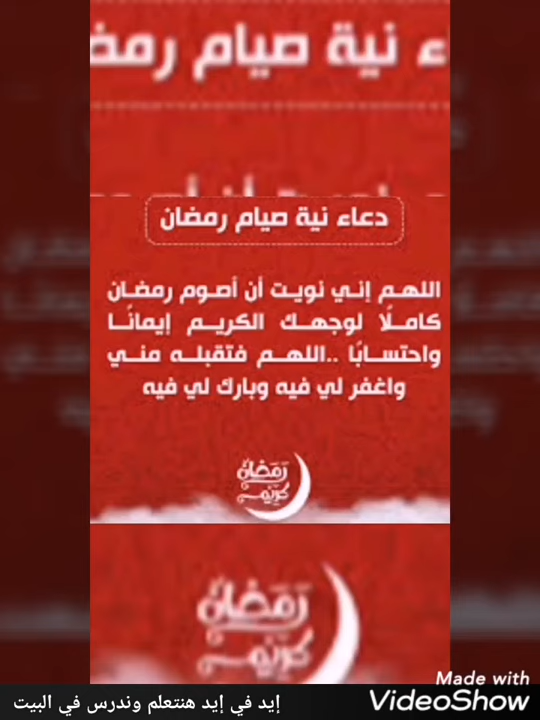 ء نية صيام رمض
دعاء نية صيام رمضان
اللهم إني نويت أن أصوم رمضان
كاملًا لوجهك الكريم إيمانًا
واحتسابًا ..اللهم فتقبله مني
واغفر لي فيه وبارك لي فيه
رمضان
كريم
رمضان
كريم
Made with
VideoShow
إيد في إيد هنتعلم وندرس في البيت